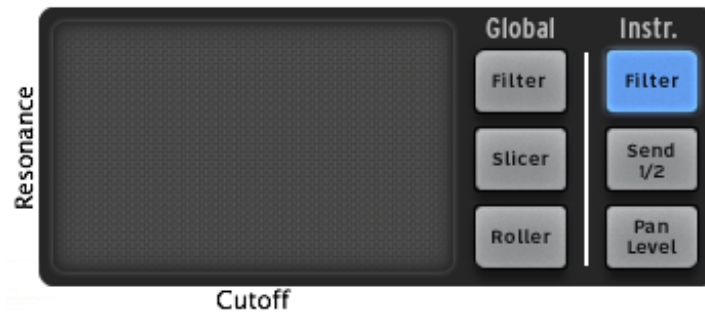 Global Instr.
Resonance
Filter Filter
Slicer Send
1/2
Roller Pan
Level
Cutoff